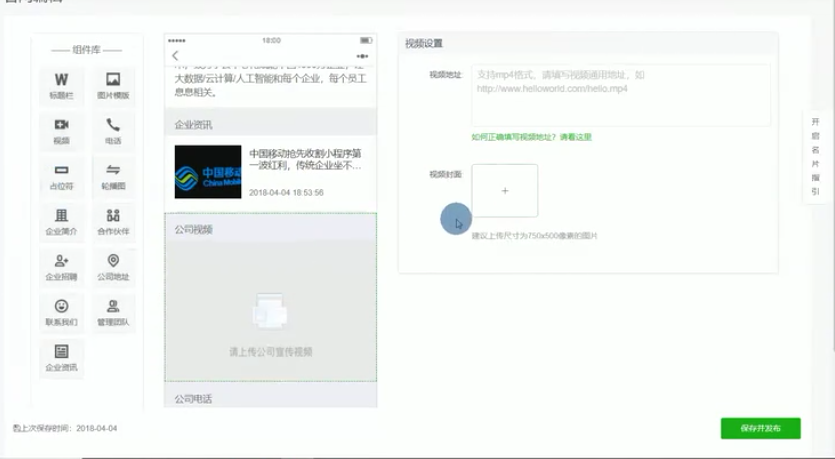 组件库
标题栏
图片模版
视频
电话
占位符
轮播图
企业简介
合作伙伴
企业招聘
公司地址
联系我们
管理团队
企业资讯
18:00
大数据/云计算/人工智能和每个企业，每个员工
息息相关。
企业资讯
中国移动
China Mobile
中国移动抢先收割小程序第
一波红利，传统企业坐不…
2018-04-04 18:53:56
公司视频
请上传公司宣传视频
公司电话
视频设置
视频地址
支持mp4格式，请填写视频通用地址，如
http://www.helloworld.com/hello.mp4
如何正确填写视频地址？请看这里
视频封面
+
建议上传尺寸为750x500像素的图片
开启名片指引
上次保存时间：2018-04-04
保存并发布